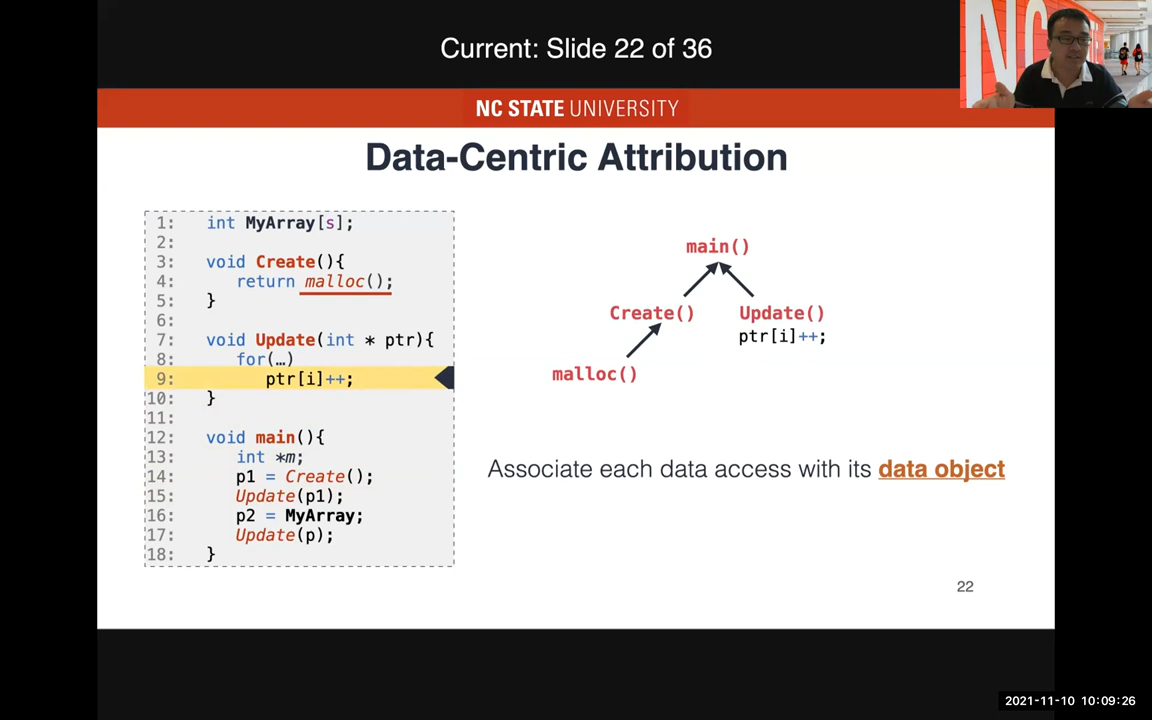 Current: Slide 22 of 36
NC STATE UNIVERSITY
Data-Centric Attribution
1: int MyArray[s];
2:
3: void Create(){
4: return malloc();
5: }
6:
7: void Update(int * ptr){
8: for(…)
9: ptr[i]++;
10: }
11:
12: void main(){
13: int *m;
14: p1 = Create();
15: Update(p1);
16: p2 = MyArray;
17: Update(p);
18: }
main()
Create() Update()
ptr[i]++;
malloc()
Associate each data access with its data object
22
NC
2021-11-10 10:09:26